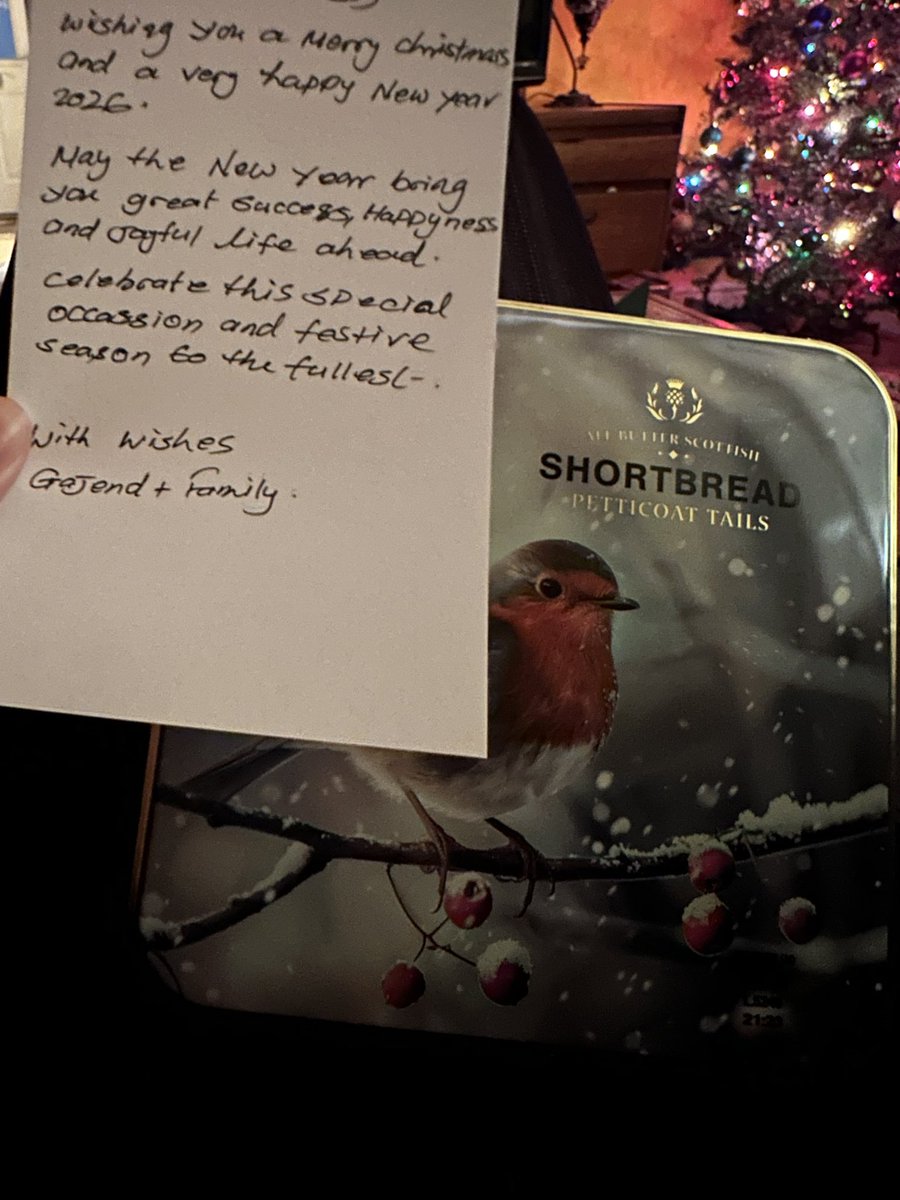 Wishing you a Merry christmas
and a very happy New year
2026.
May the New Year bring
you great success, Happyness
and Joyful life ahead.
celebrate this special
occassion and festive
season to the fullest.
With wishes
Gajend + Family.
ALL BUTTER SCOTTISH
SHORTBREAD
PETTICOAT TAILS